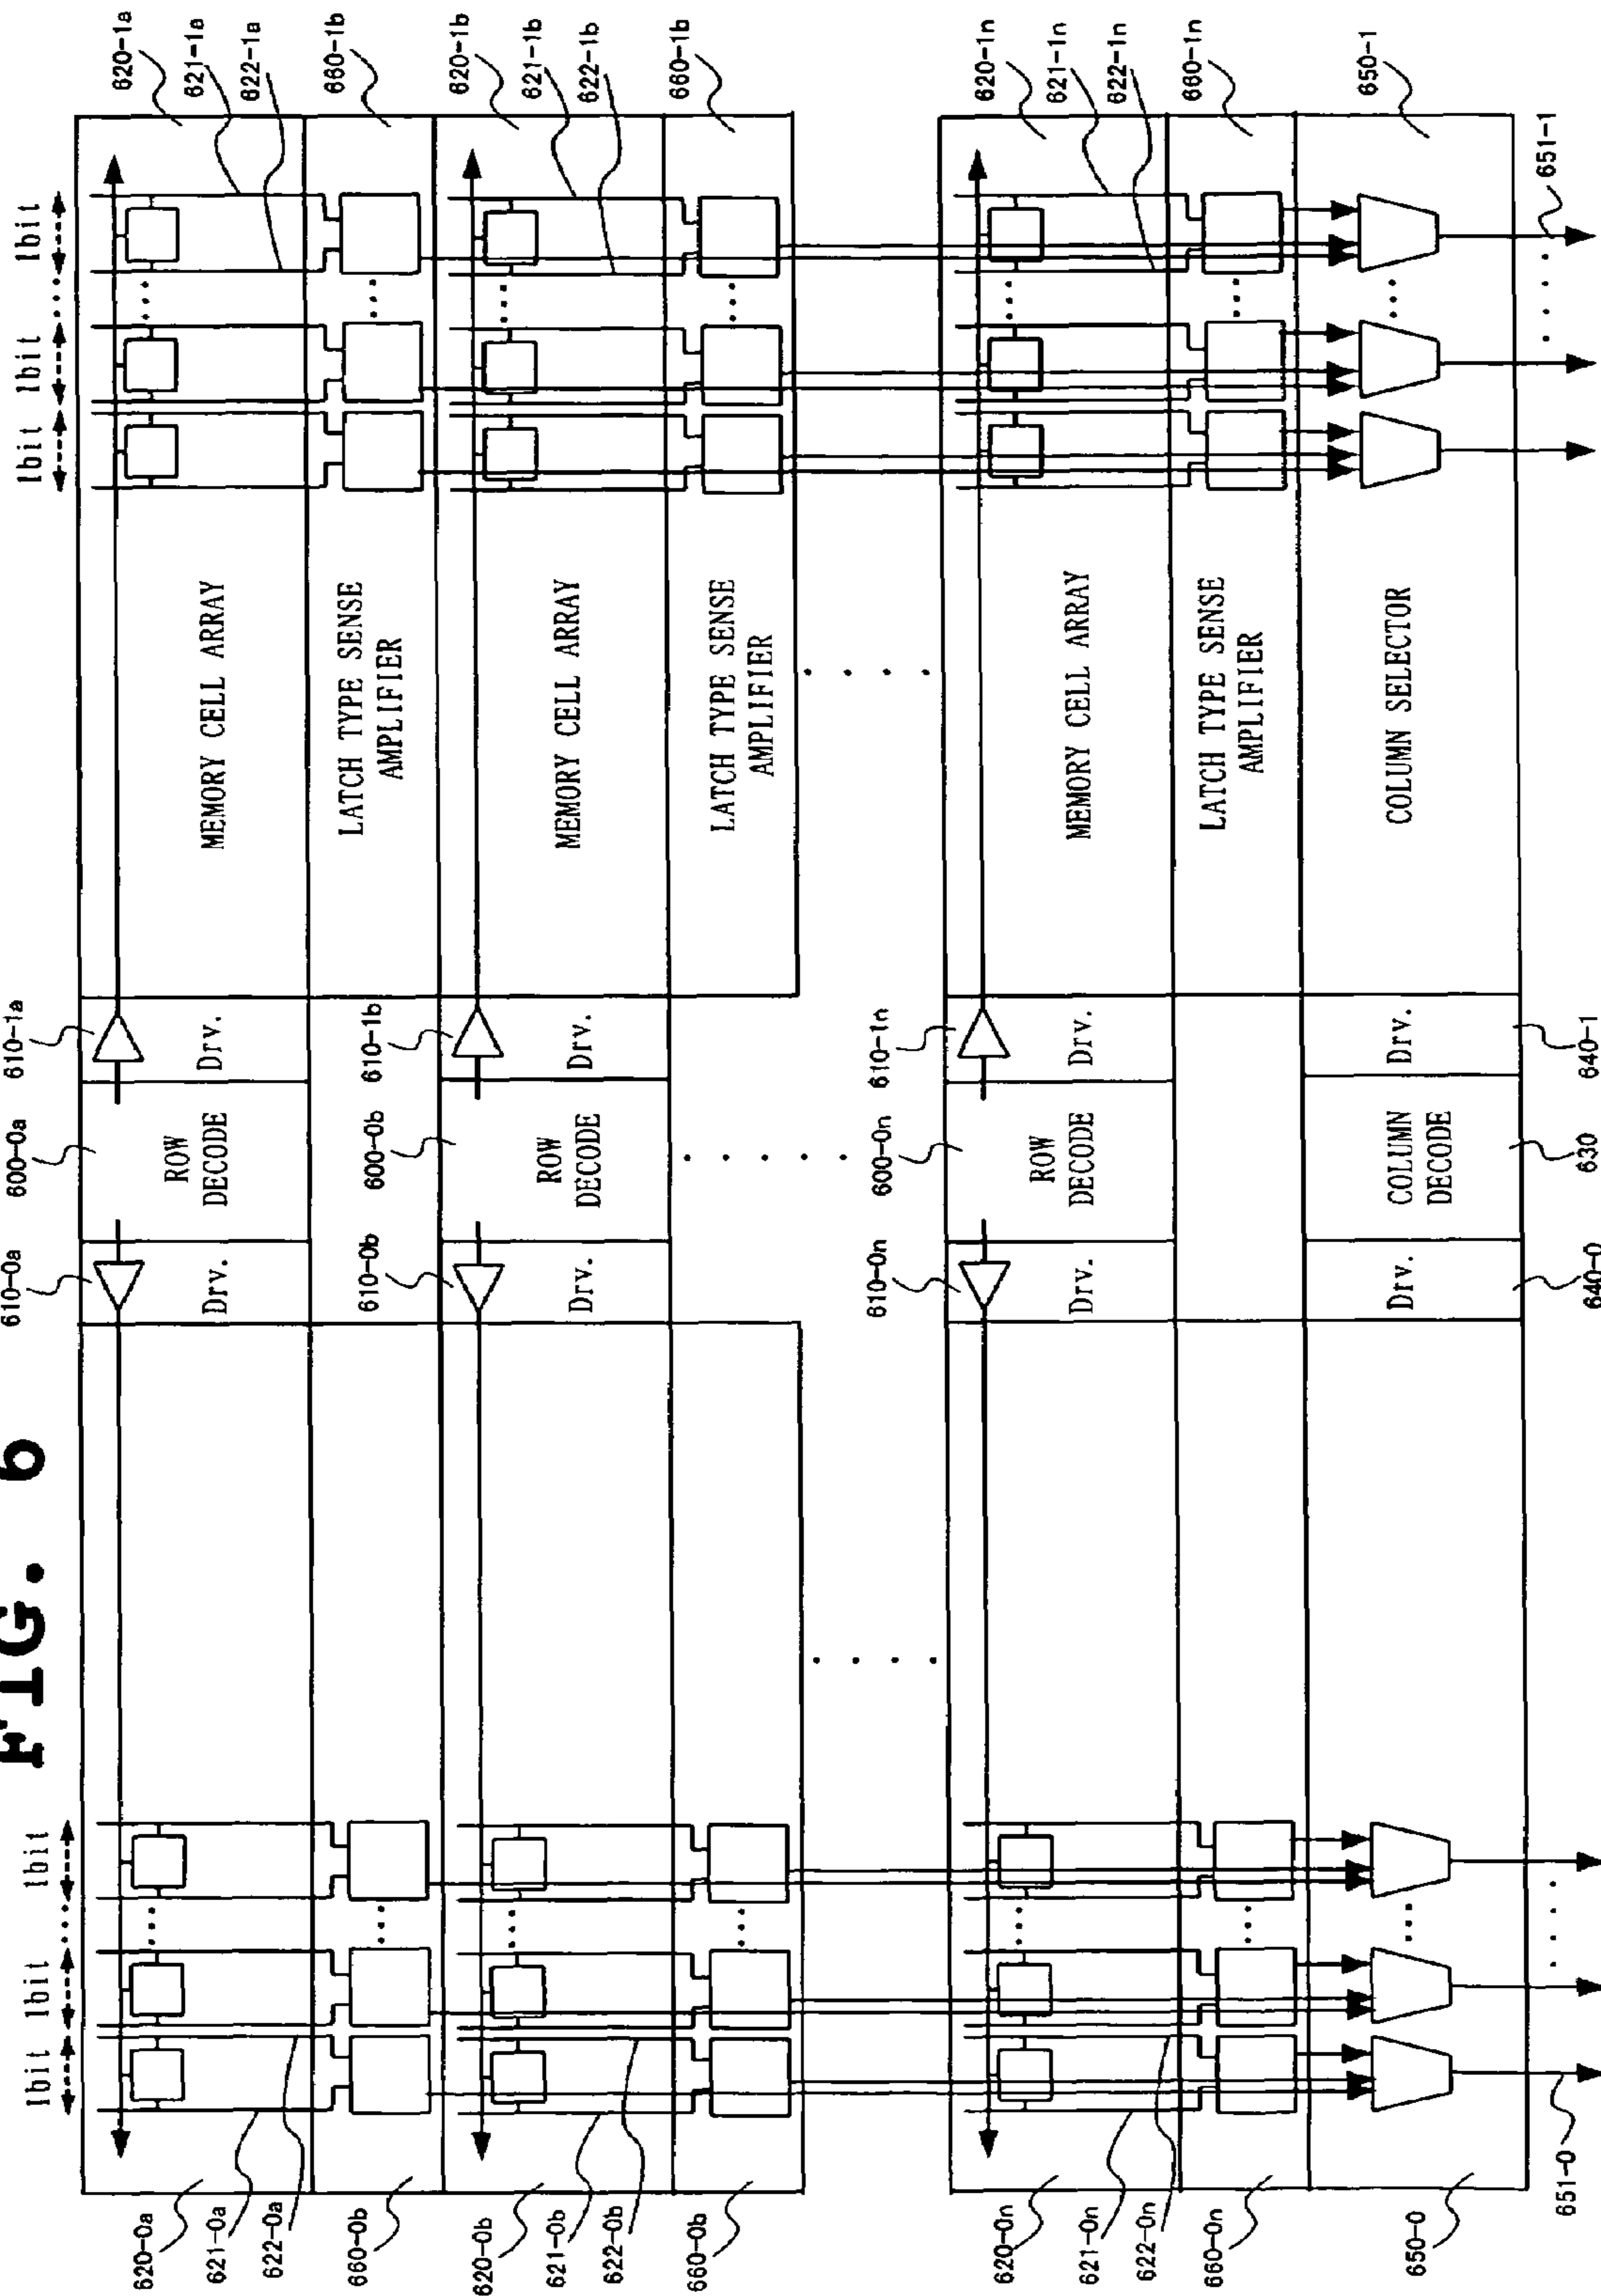 FIG. 6
1bit 1bit 1bit
1bit 1bit 1bit
610-0a 600-0a 610-1a
620-0a
621-0a
622-0a
660-0b
Drv.
ROW
DECODE
Drv.
MEMORY CELL ARRAY
LATCH TYPE SENSE
AMPLIFIER
620-1a
621-1a
622-1a
660-1b
610-0b 600-0b 610-1b
620-0b
621-0b
622-0b
660-0b
Drv.
ROW
DECODE
Drv.
MEMORY CELL ARRAY
LATCH TYPE SENSE
AMPLIFIER
620-1b
621-1b
622-1b
660-1b
610-0n 600-0n 610-1n
620-0n
621-0n
622-0n
660-0n
650-0
651-0
Drv.
ROW
DECODE
Drv.
MEMORY CELL ARRAY
LATCH TYPE SENSE
AMPLIFIER
620-1n
621-1n
622-1n
660-1n
Drv.
COLUMN
DECODE
Drv.
COLUMN SELECTOR
650-1
651-1
640-0 630 640-1